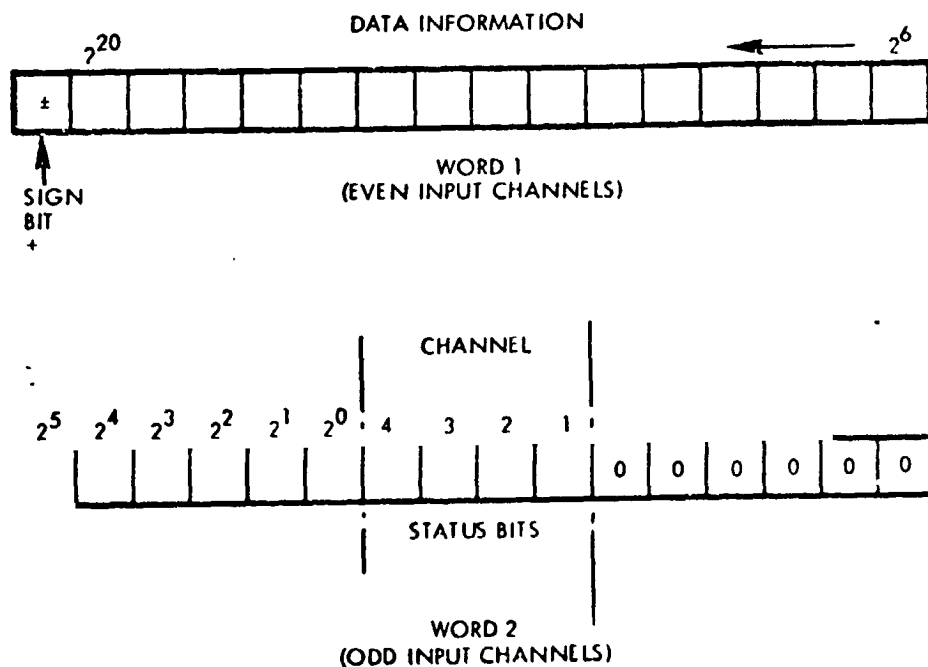 DATA INFORMATION
2^20 2^6
±
SIGN
BIT
+
WORD 1
(EVEN INPUT CHANNELS)
CHANNEL
2^5 2^4 2^3 2^2 2^1 2^0 4 3 2 1
0 0 0 0 0 0
STATUS BITS
WORD 2
(ODD INPUT CHANNELS)